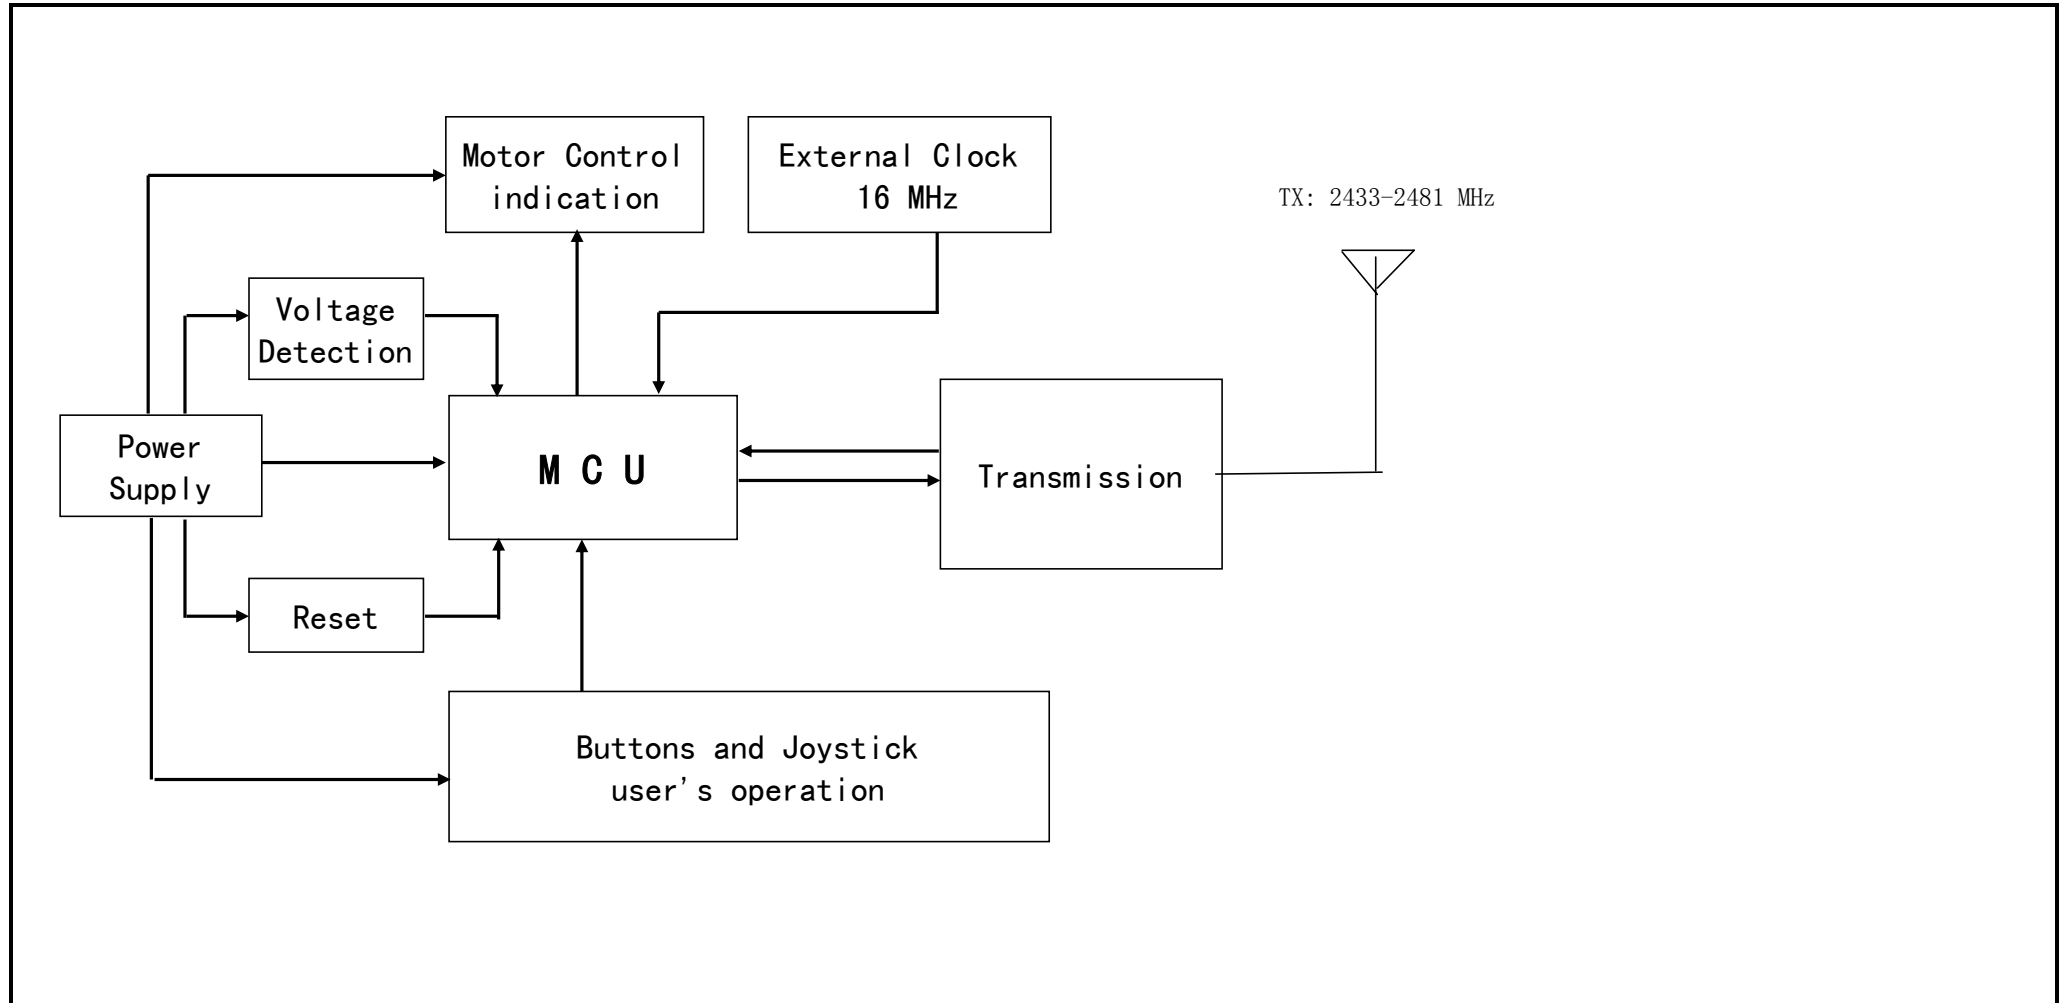 Motor Control
indication
External Clock
16 MHz
TX: 2433-2481 MHz
Voltage
Detection
Power
Supply
M C U
Transmission
Reset
Buttons and Joystick
user's operation